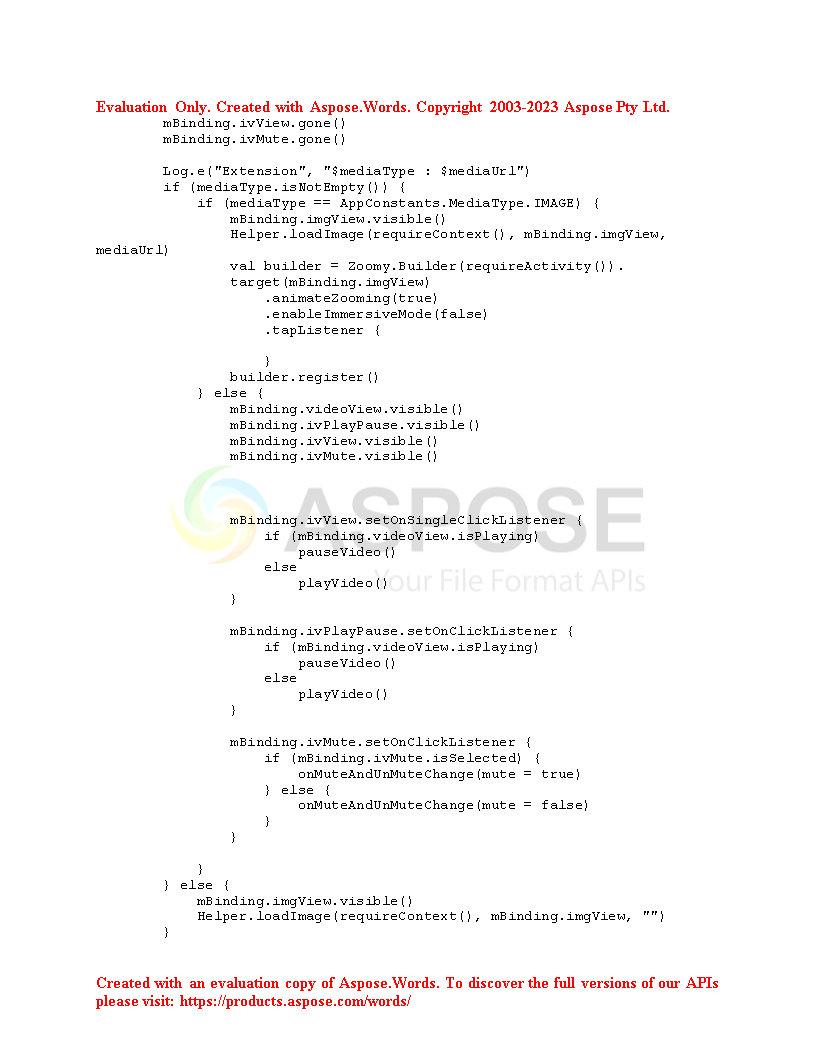 Evaluation Only. Created with Aspose.Words. Copyright 2003-2023 Aspose Pty Ltd.
        mBinding.ivView.gone()
        mBinding.ivMute.gone()

        Log.e("Extension", "$mediaType : $mediaUrl")
        if (mediaType.isNotEmpty()) {
            if (mediaType == AppConstants.MediaType.IMAGE) {
                mBinding.imgView.visible()
                Helper.loadImage(requireContext(), mBinding.imgView,
mediaUrl)
                val builder = Zoomy.Builder(requireActivity()).
                target(mBinding.imgView)
                    .animateZooming(true)
                    .enableImmersiveMode(false)
                    .tapListener {

                    }
                builder.register()
            } else {
                mBinding.videoView.visible()
                mBinding.ivPlayPause.visible()
                mBinding.ivView.visible()
                mBinding.ivMute.visible()

ASPOSE
Your File Format APIs

                mBinding.ivView.setOnSingleClickListener {
                    if (mBinding.videoView.isPlaying)
                        pauseVideo()
                    else
                        playVideo()
                }

                mBinding.ivPlayPause.setOnClickListener {
                    if (mBinding.videoView.isPlaying)
                        pauseVideo()
                    else
                        playVideo()
                }

                mBinding.ivMute.setOnClickListener {
                    if (mBinding.ivMute.isSelected) {
                        onMuteAndUnMuteChange(mute = true)
                    } else {
                        onMuteAndUnMuteChange(mute = false)
                    }
                }

            }
        } else {
            mBinding.imgView.visible()
            Helper.loadImage(requireContext(), mBinding.imgView, "")
        }

Created with an evaluation copy of Aspose.Words. To discover the full versions of our APIs
please visit: https://products.aspose.com/words/